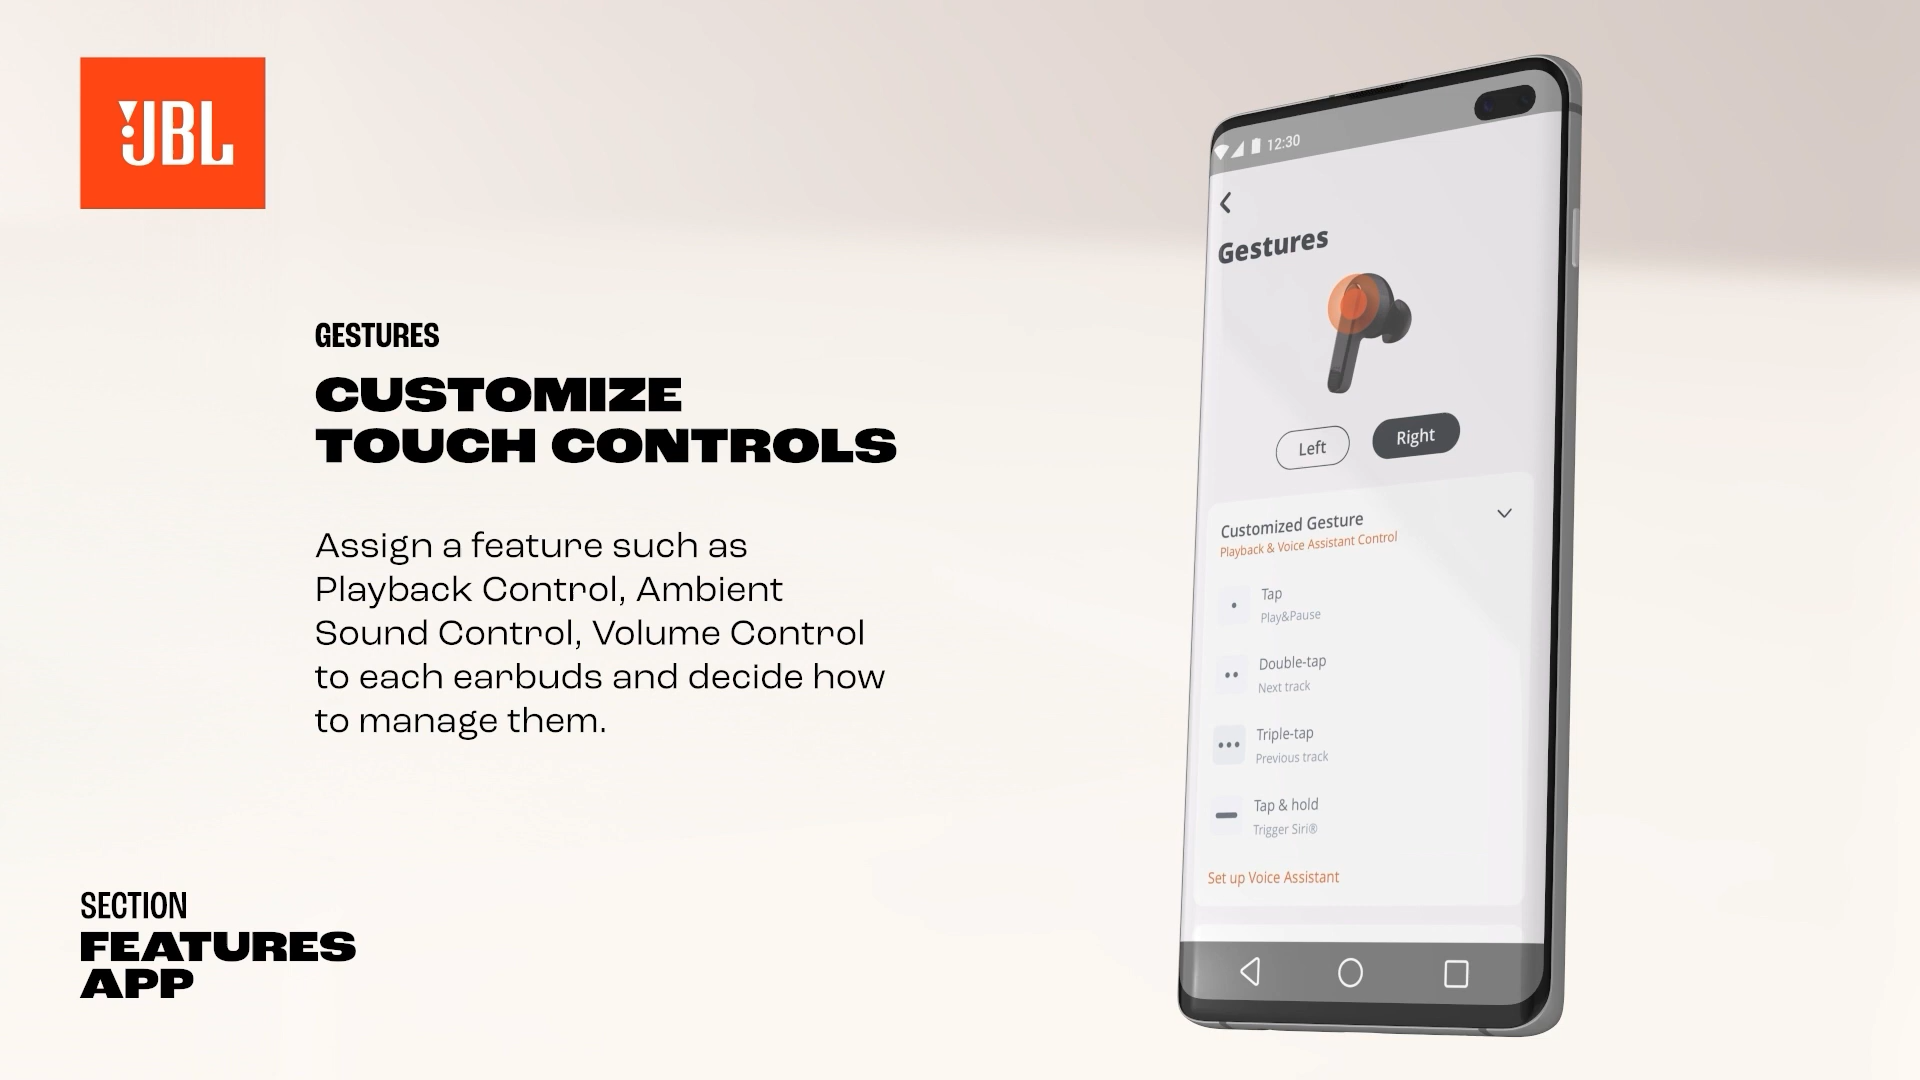 JBL
GESTURES
CUSTOMIZE
TOUCH CONTROLS
Assign a feature such as
Playback Control, Ambient
Sound Control, Volume Control
to each earbuds and decide how
to manage them.
SECTION
FEATURES
APP
12:30
Gestures
Left
Right
Customized Gesture
Playback & Voice Assistant Control
Tap
Play&Pause
Double-tap
Next track
Triple-tap
Previous track
Tap & hold
Trigger Siri®
Set up Voice Assistant